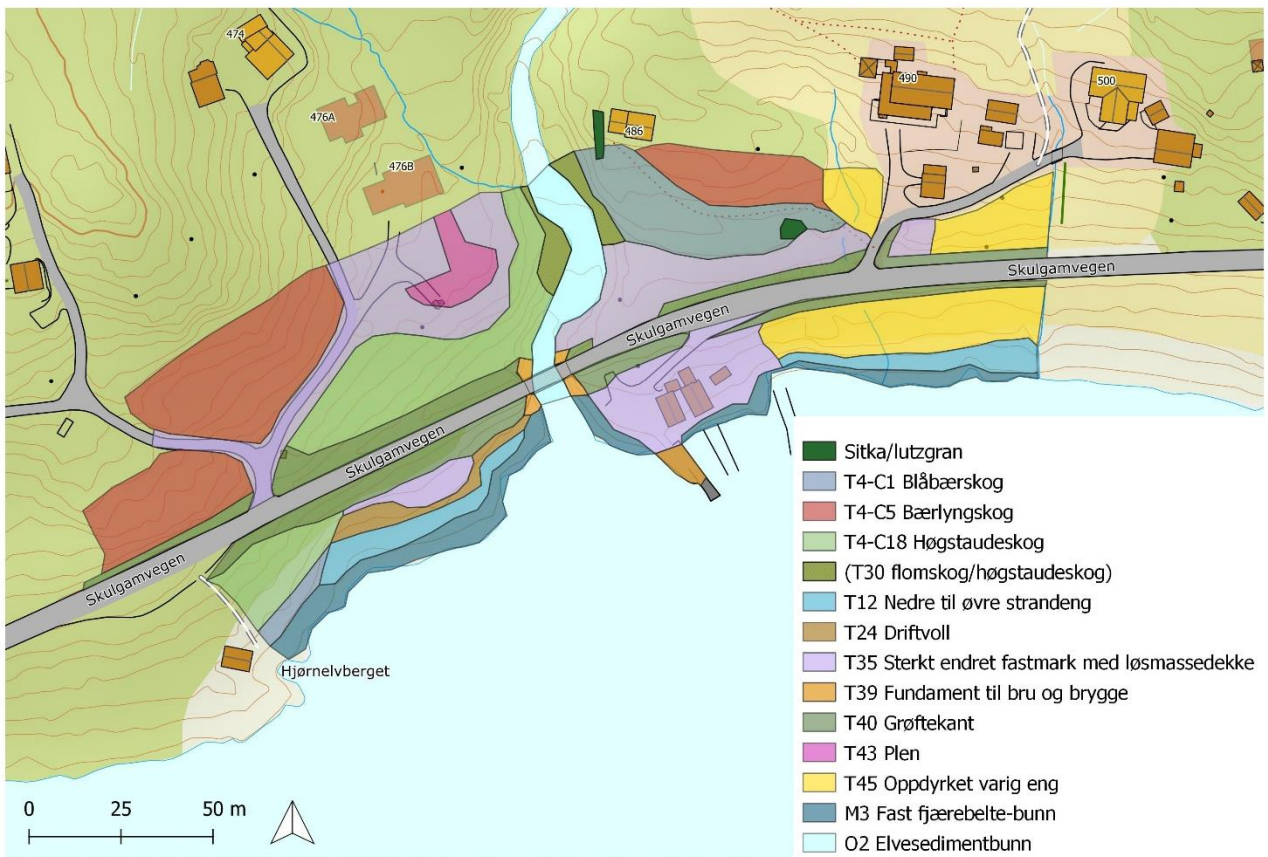 474
476A
476B
486
490
500
Skulgamvegen
Skulgamvegen
Skulgamvegen
Skulgamvegen
Hjørnelvberget
0 25 50 m
Sitka/lutzgran
T4-C1 Blåbærskog
T4-C5 Bærlyngskog
T4-C18 Høgstaudeskog
(T30 flomskog/høgstaudeskog)
T12 Nedre til øvre strandeng
T24 Driftvoll
T35 Sterkt endret fastmark med løsmassedekke
T39 Fundament til bru og brygge
T40 Grøftekant
T43 Plen
T45 Oppdyrket varig eng
M3 Fast fjærebelte-bunn
O2 Elvesedimentbunn